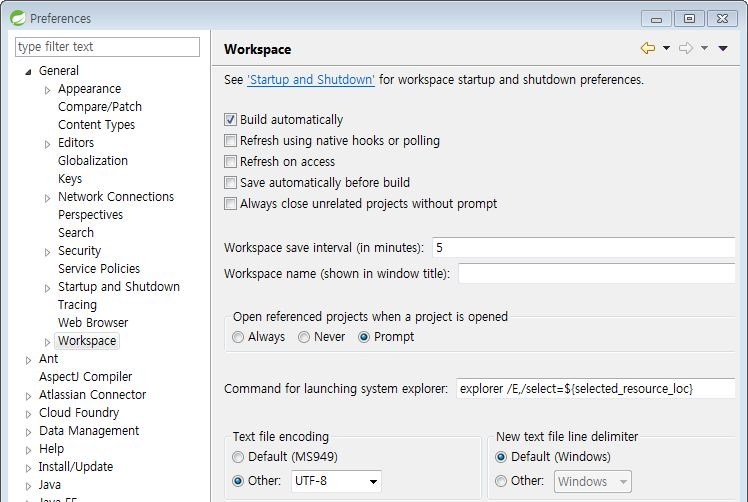 Preferences
type filter text
General
Appearance
Compare/Patch
Content Types
Editors
Globalization
Keys
Network Connections
Perspectives
Search
Security
Service Policies
Startup and Shutdown
Tracing
Web Browser
Workspace
Ant
AspectJ Compiler
Atlassian Connector
Cloud Foundry
Data Management
Help
Install/Update
Java
Java EE
Workspace
See 'Startup and Shutdown' for workspace startup and shutdown preferences.
Build automatically
Refresh using native hooks or polling
Refresh on access
Save automatically before build
Always close unrelated projects without prompt
Workspace save interval (in minutes): 5
Workspace name (shown in window title):
Open referenced projects when a project is opened
Always Never Prompt
Command for launching system explorer: explorer /E,/select=${selected_resource_loc}
Text file encoding
Default (MS949)
Other: UTF-8
New text file line delimiter
Default (Windows)
Other: Windows